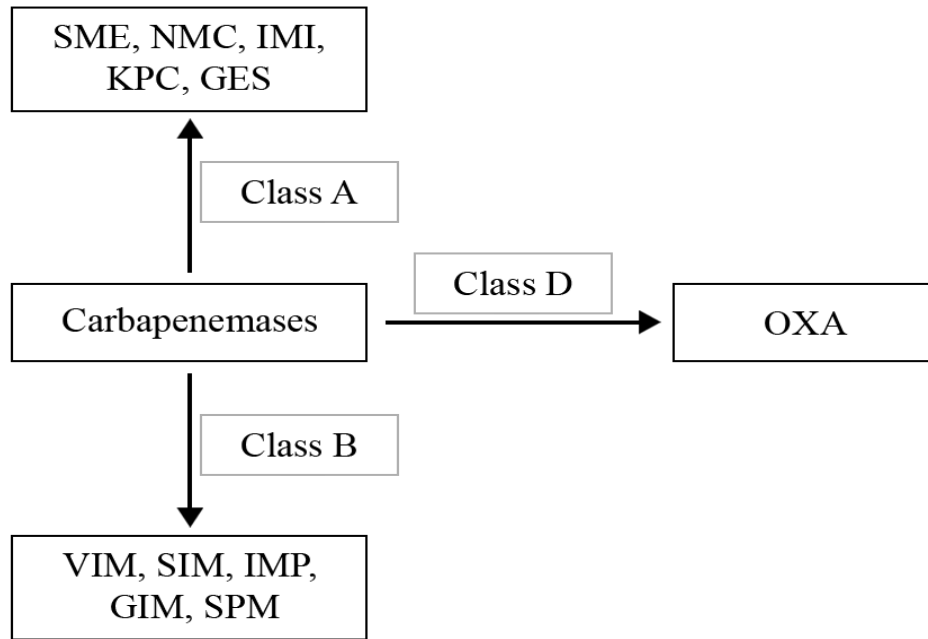 SME, NMC, IMI,
KPC, GES
Class A
Class D
Carbapenemases
OXA
Class B
VIM, SIM, IMP,
GIM, SPM